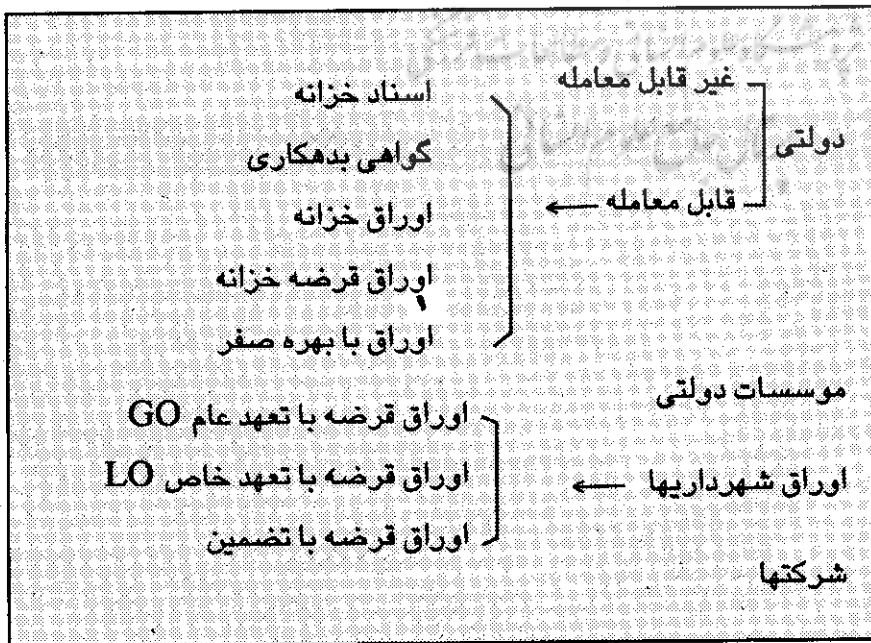 غیر قابل معامله
دولتی
قابل معامله ←
اسناد خزانه
گواهی بدهکاری
اوراق خزانه
اوراق قرضه خزانه
اوراق با بهره صفر
موسسات دولتی
اوراق شهرداریها ←
اوراق قرضه با تعهد عام GO
اوراق قرضه با تعهد خاص LO
اوراق قرضه با تضمین
شرکتها